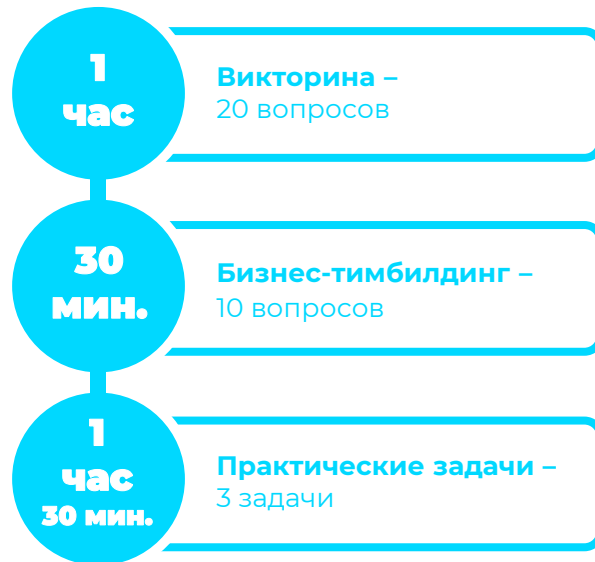 1
час
Викторина –
20 вопросов
30
мин.
Бизнес-тимбилдинг –
10 вопросов
1
час
30 мин.
Практические задачи –
3 задачи